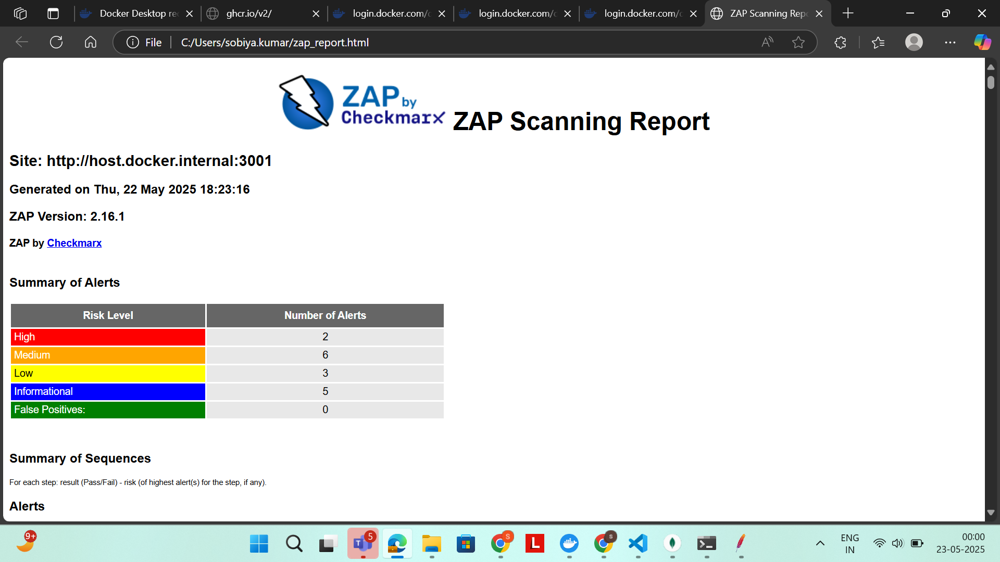 Docker Desktop re
ghcr.io/v2/
login.docker.com/
login.docker.com/
login.docker.com/
ZAP Scanning Rep
File
C:/Users/sobiya.kumar/zap_report.html
ZAP by
Checkmarx
ZAP Scanning Report
Site: http://host.docker.internal:3001
Generated on Thu, 22 May 2025 18:23:16
ZAP Version: 2.16.1
ZAP by Checkmarx
Summary of Alerts
Risk Level Number of Alerts
High 2
Medium 6
Low 3
Informational 5
False Positives: 0
Summary of Sequences
For each step: result (Pass/Fail) - risk (of highest alert(s) for the step, if any).
Alerts
9+
T 5
S
L
S
ENG
IN
00:00
23-05-2025